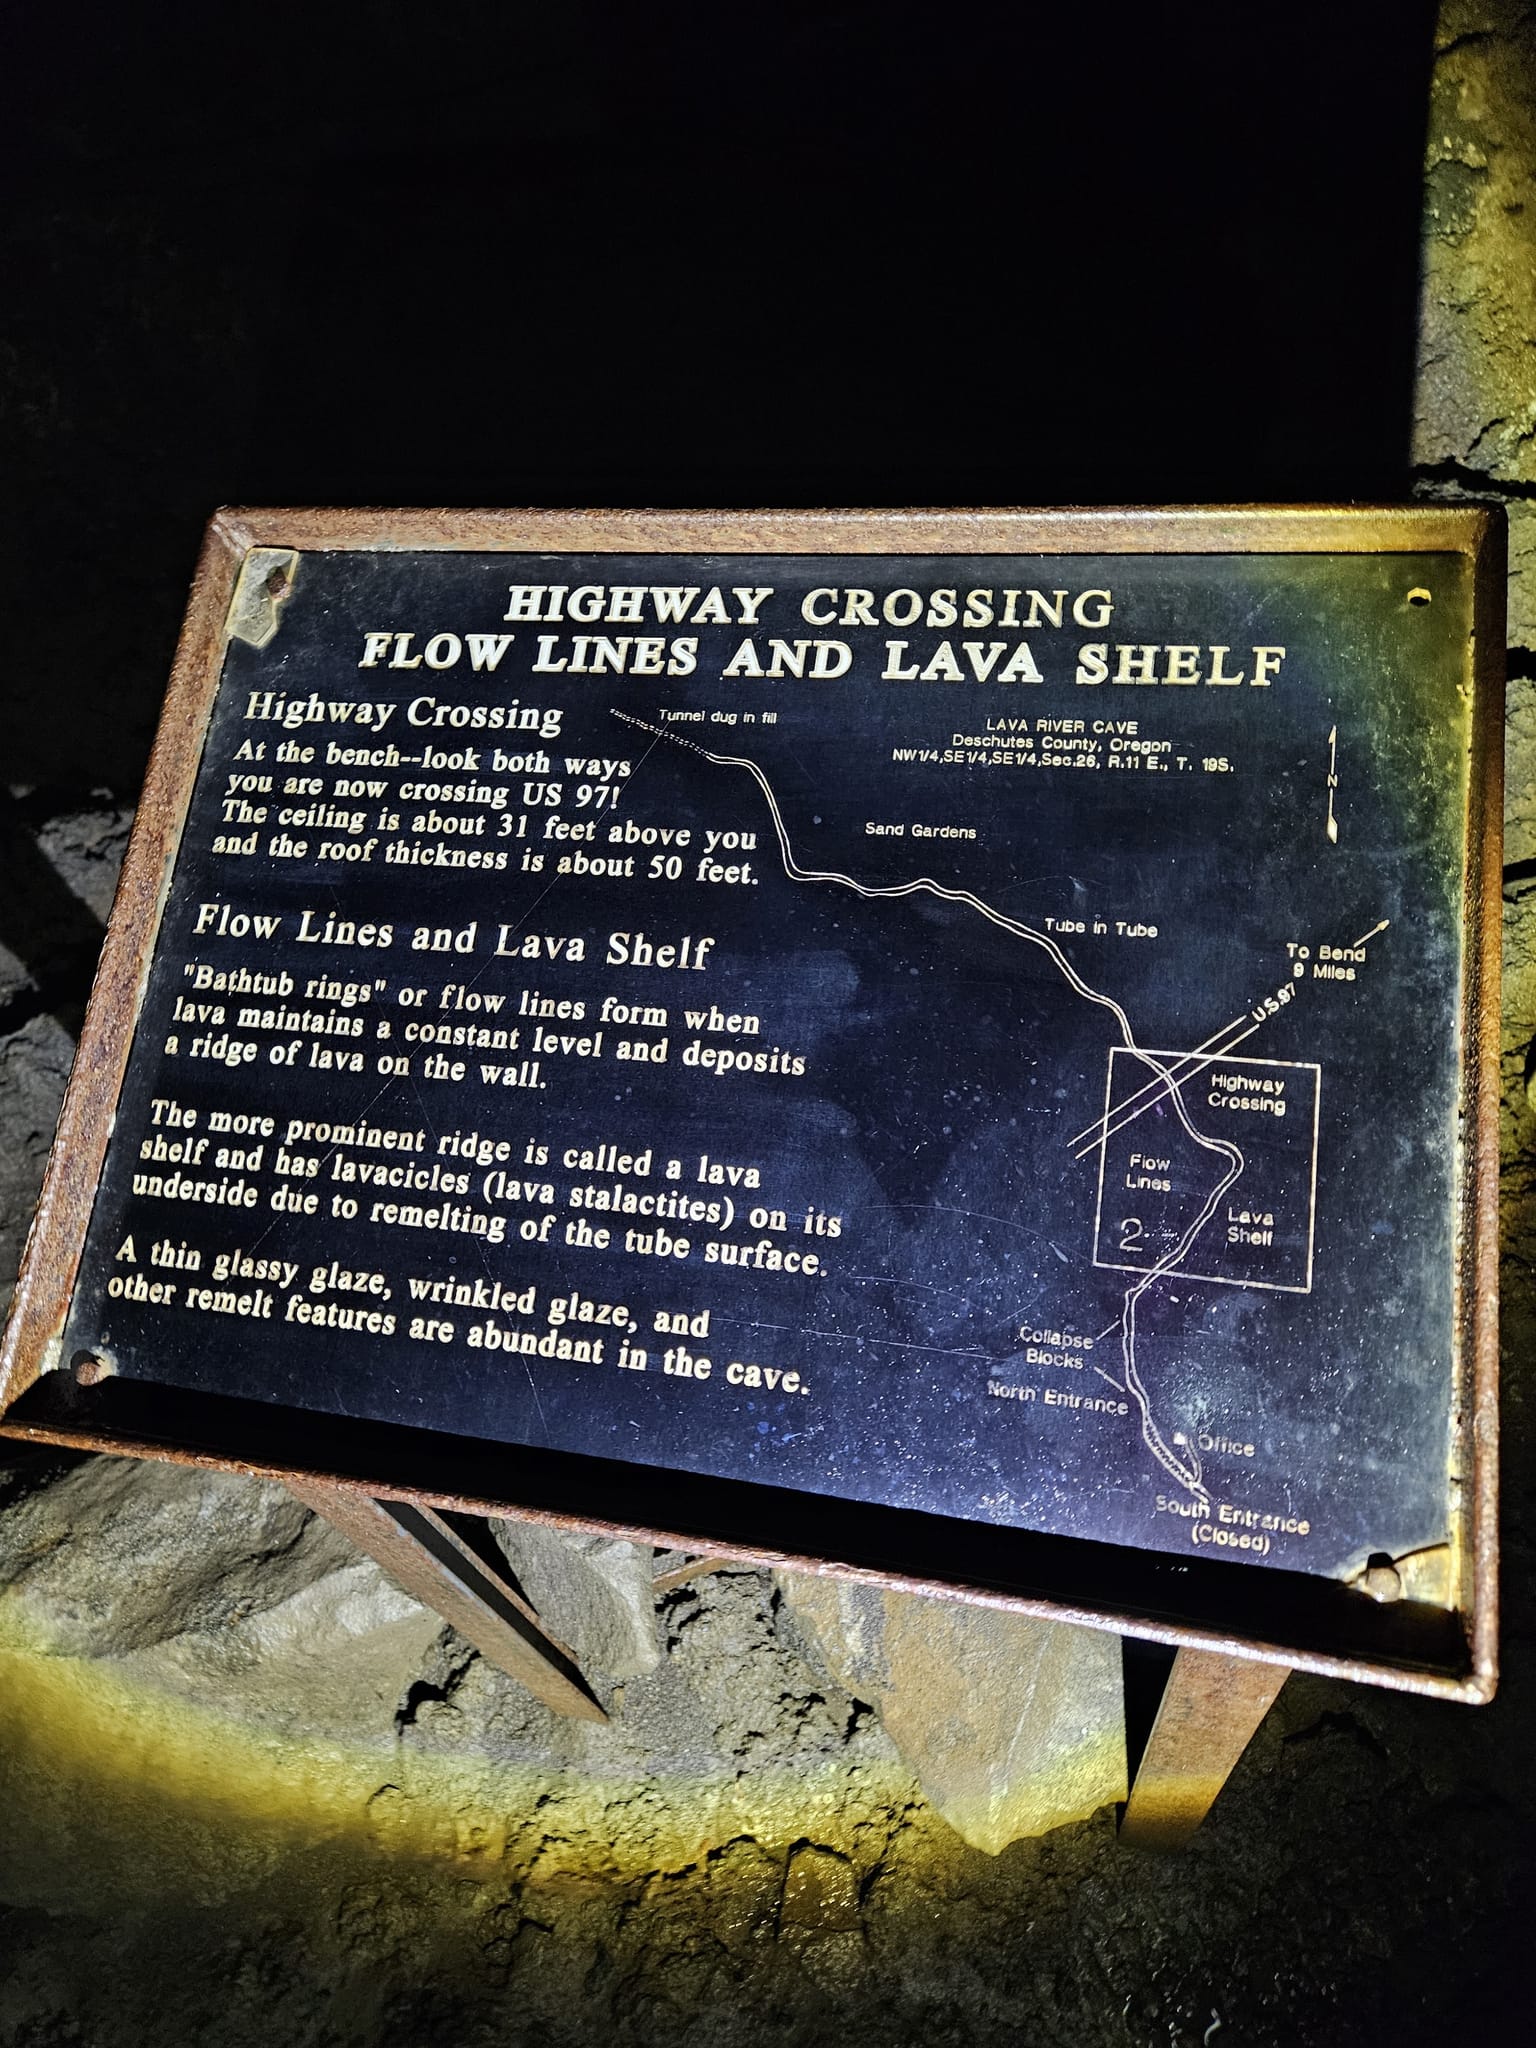 HIGHWAY CROSSING
FLOW LINES AND LAVA SHELF
Highway Crossing
At the bench--look both ways
you are now crossing US 97!
The ceiling is about 31 feet above you
and the roof thickness is about 50 feet.
Flow Lines and Lava Shelf
"Bathtub rings" or flow lines form when
lava maintains a constant level and deposits
a ridge of lava on the wall.
The more prominent ridge is called a lava
shelf and has lavacicles (lava stalactites) on its
underside due to remelting of the tube surface.
A thin glassy glaze, wrinkled glaze, and
other remelt features are abundant in the cave.
Tunnel dug in fill
LAVA RIVER CAVE
Deschutes County, Oregon
NW1/4,SE1/4,SE1/4,Sec.26, R.11 E., T. 19S.
N
Sand Gardens
Tube in Tube
To Bend
9 Miles
U.S.97
Highway
Crossing
Flow
Lines
Lava
Shelf
2
Collapse
Blocks
North Entrance
Office
South Entrance
(Closed)